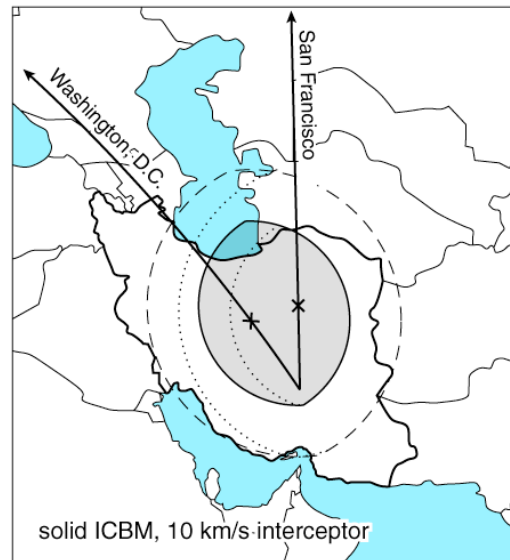 San Francisco
Washington, D.C.
solid ICBM, 10 km/s interceptor